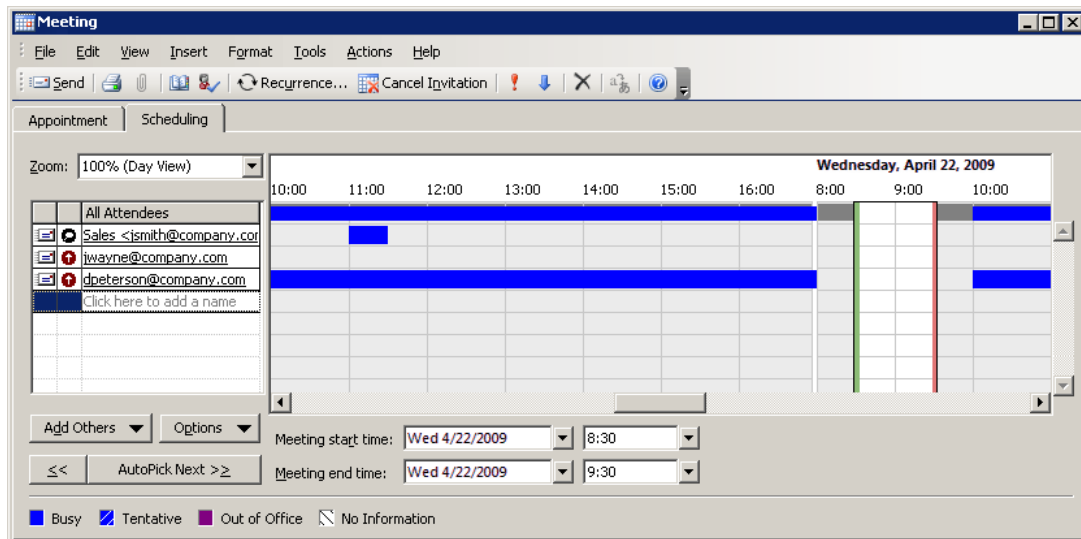 Meeting
File Edit View Insert Format Tools Actions Help
Send Recurrence... Cancel Invitation
Appointment Scheduling
Zoom: 100% (Day View)
Wednesday, April 22, 2009
10:00 11:00 12:00 13:00 14:00 15:00 16:00 8:00 9:00 10:00
All Attendees
Sales <jsmith@company.cor
jwayne@company.com
dpeterson@company.com
Click here to add a name
Add Others Options
Meeting start time: Wed 4/22/2009 8:30
<< AutoPick Next >>
Meeting end time: Wed 4/22/2009 9:30
Busy Tentative Out of Office No Information